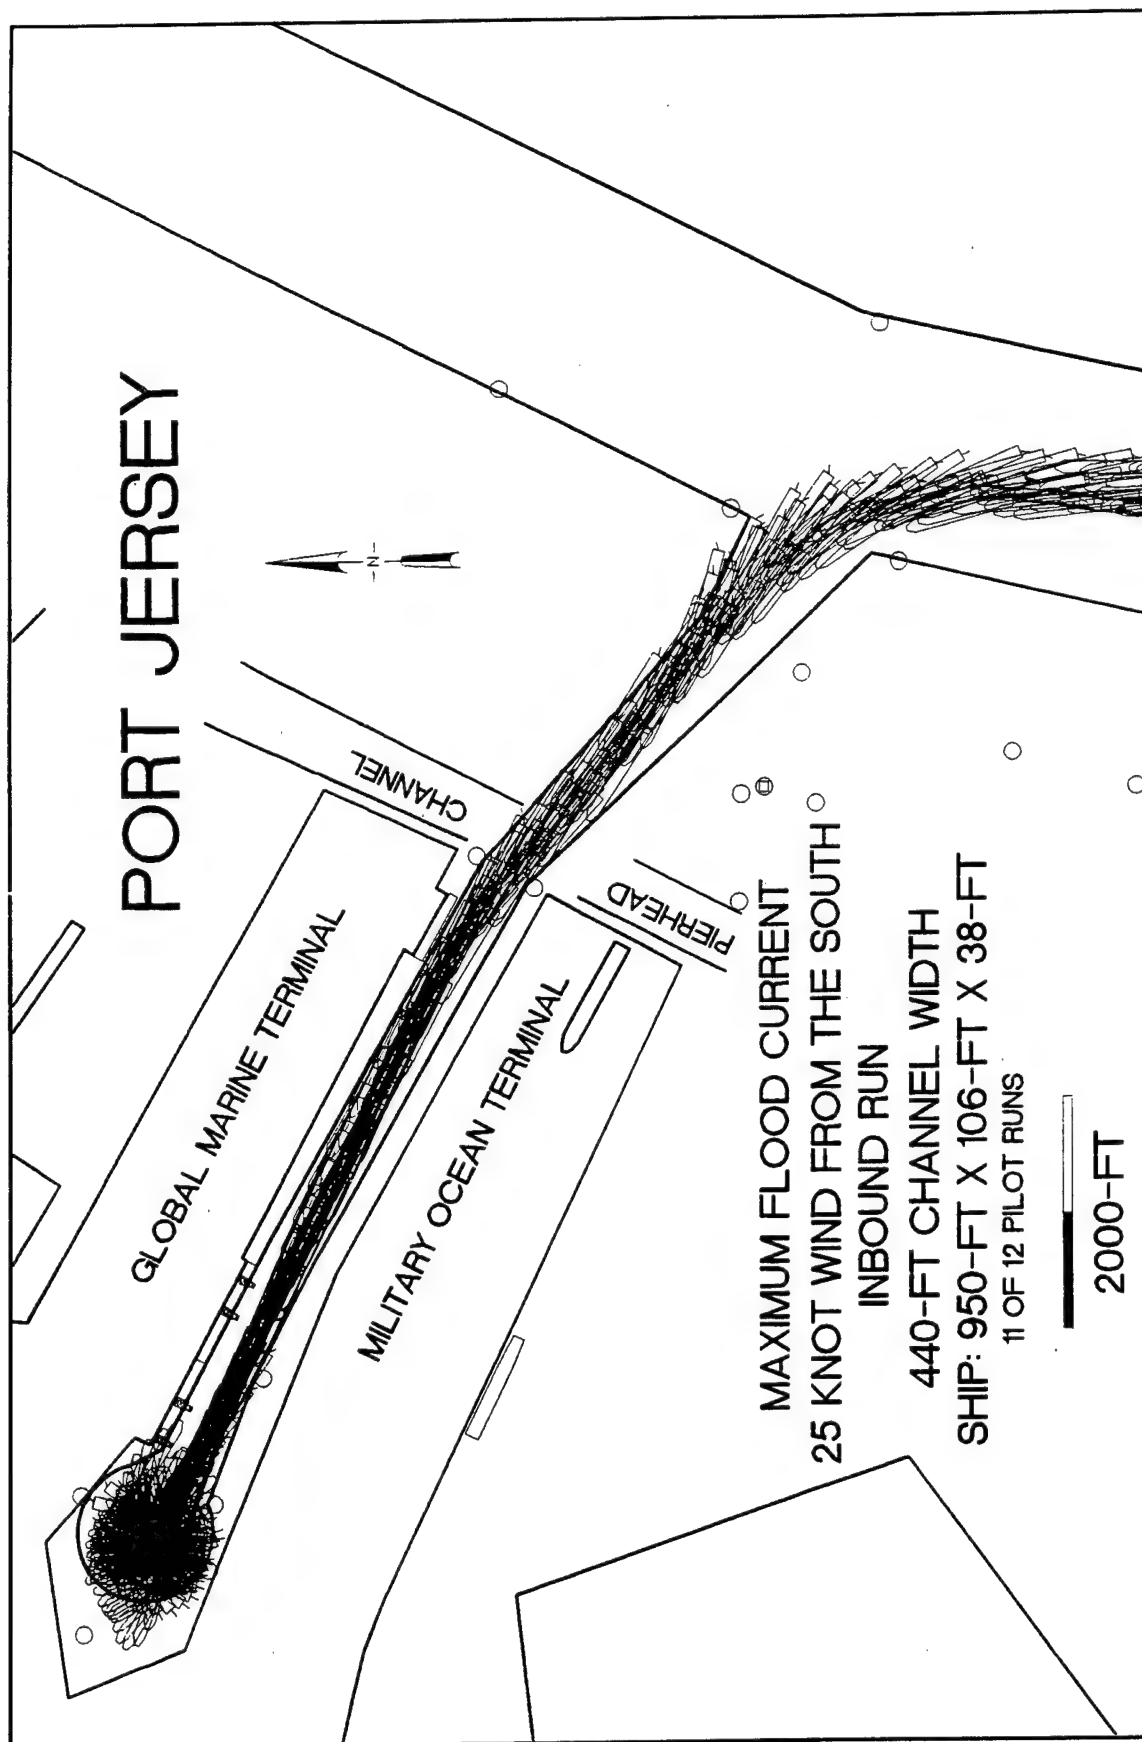 PORT JERSEY
N
CHANNEL
GLOBAL MARINE TERMINAL
PIERHEAD
MILITARY OCEAN TERMINAL
MAXIMUM FLOOD CURRENT
25 KNOT WIND FROM THE SOUTH
INBOUND RUN
440-FT CHANNEL WIDTH
SHIP: 950-FT X 106-FT X 38-FT
11 OF 12 PILOT RUNS
2000-FT